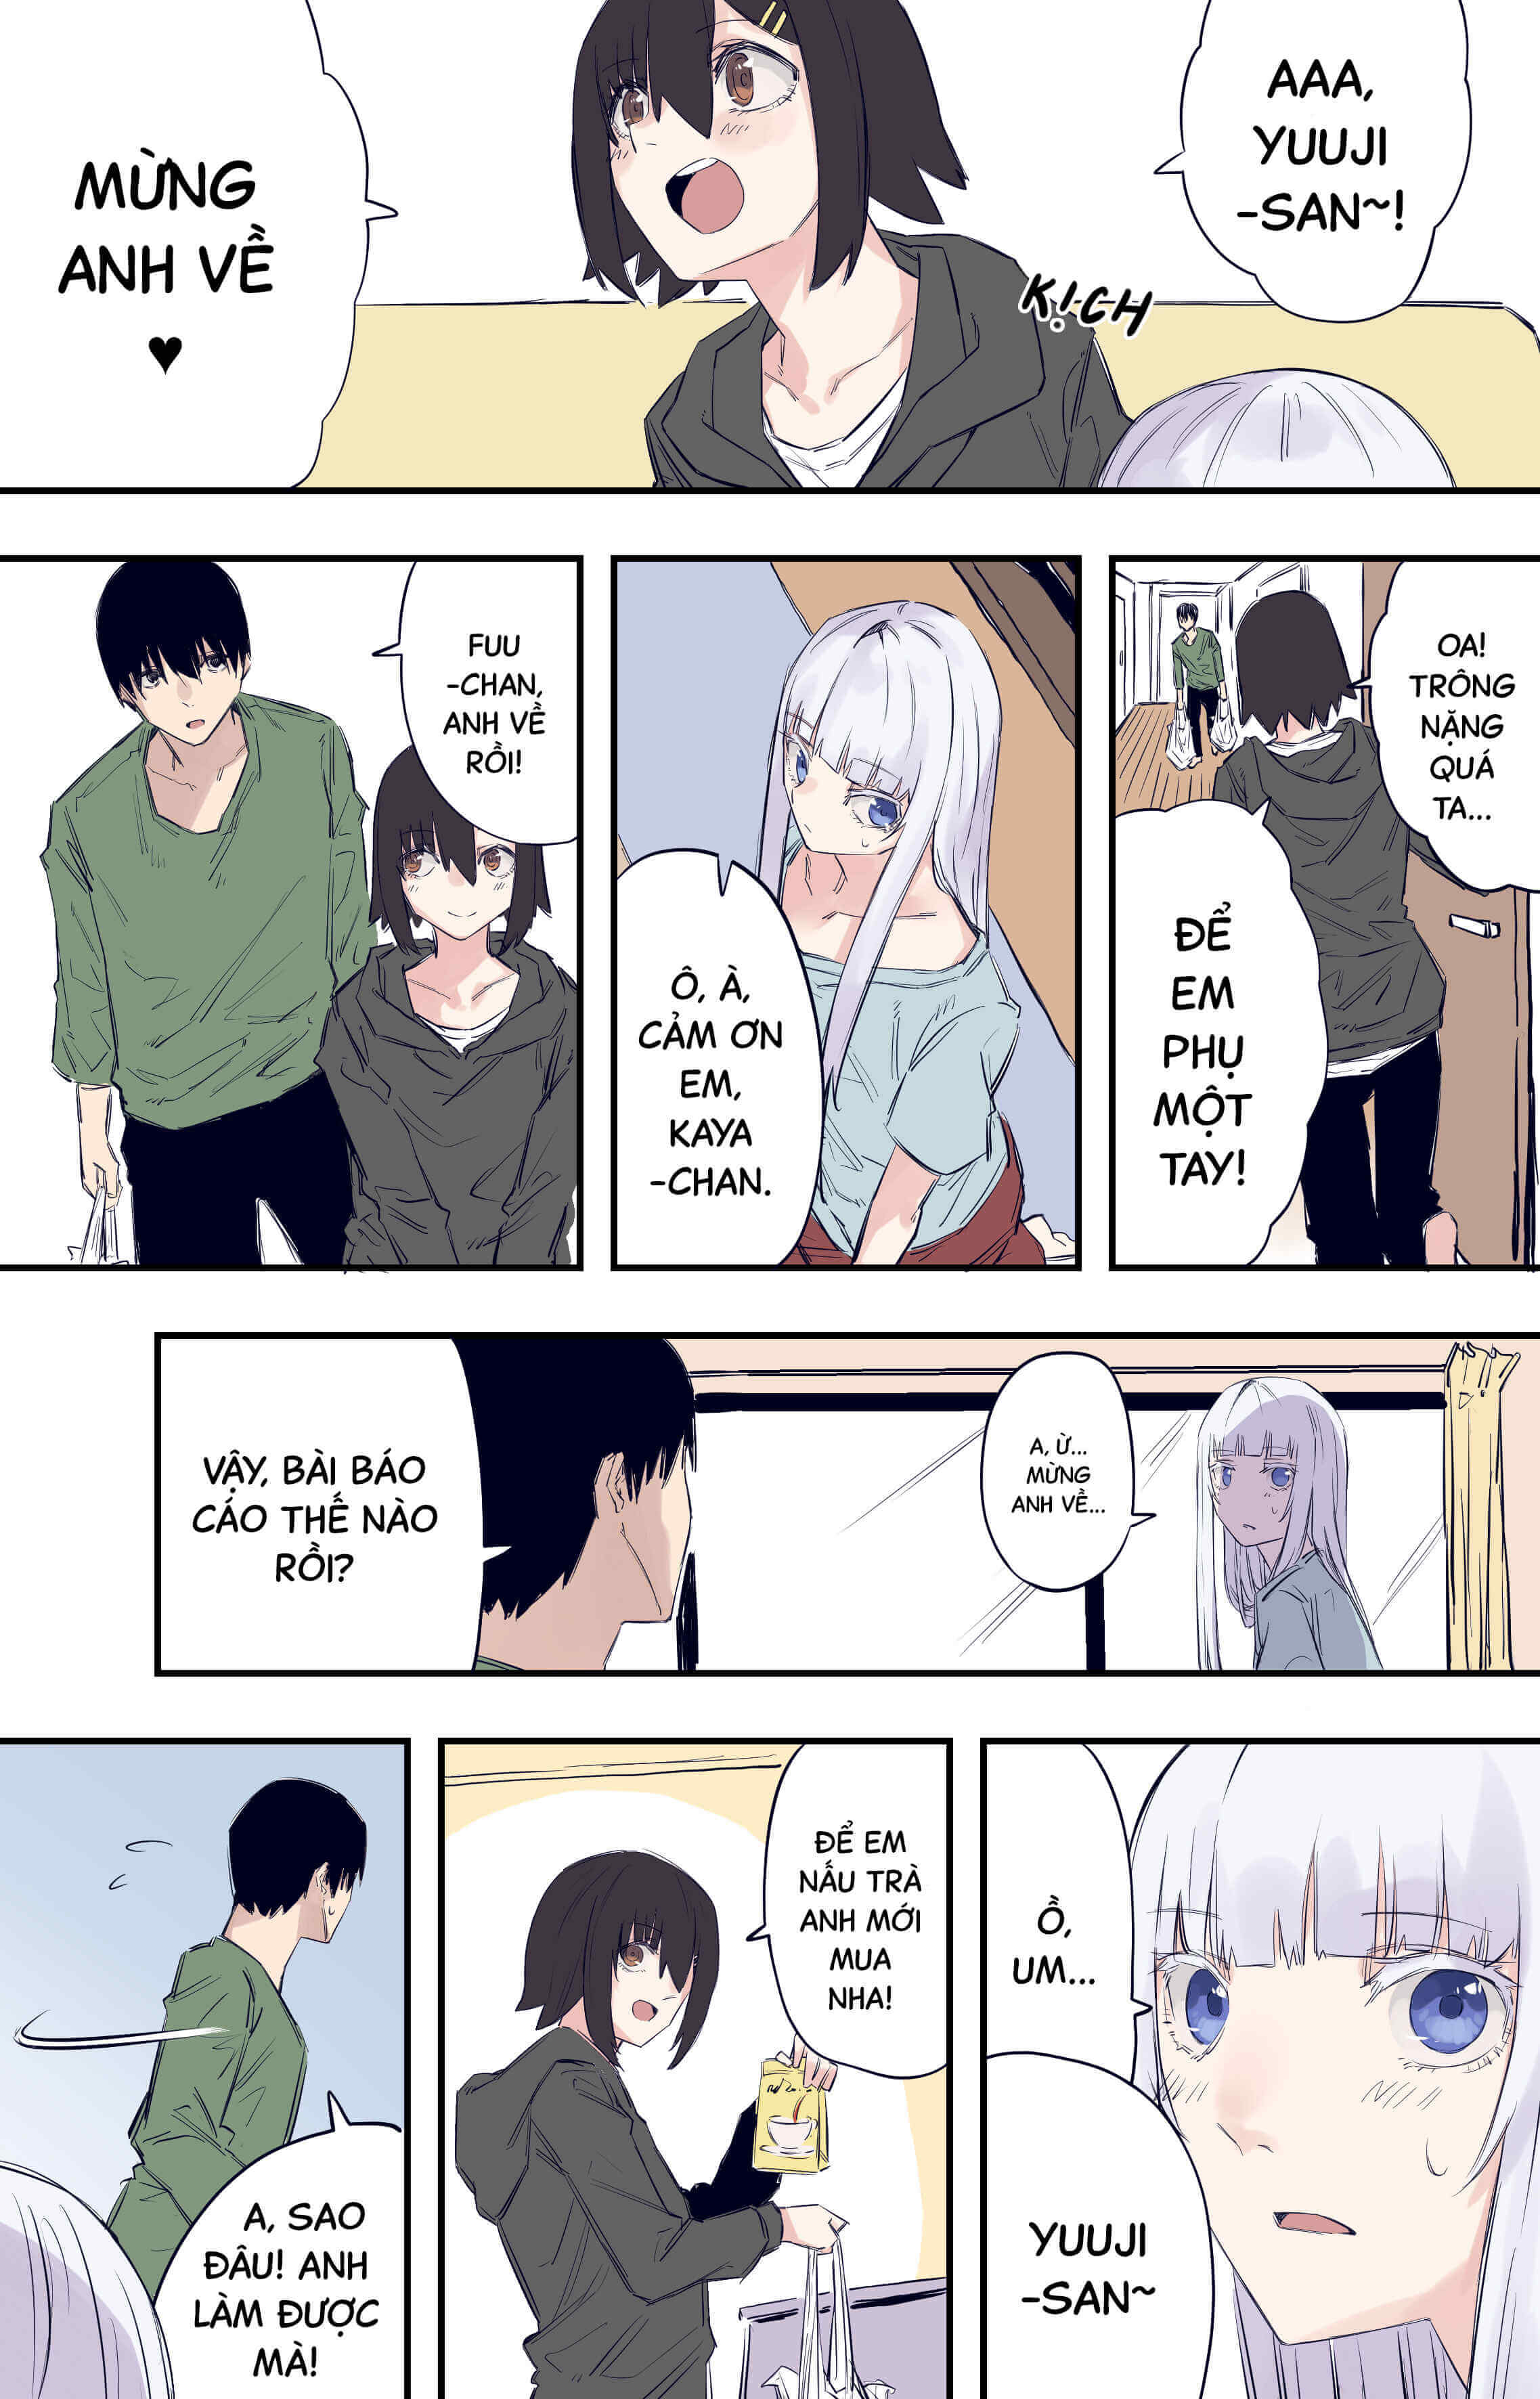 AAA,
YUUJI
-SAN~!
KỊCH
MỪNG
ANH VỀ
♥
OA!
TRÔNG
NẶNG
QUÁ
TA...
ĐỂ
EM
PHỤ
MỘT
TAY!
Ô, À,
CẢM ƠN
EM,
KAYA
-CHAN.
FUU
-CHAN,
ANH VỀ
RỒI!
A, Ừ...
MỪNG
ANH VỀ...
VẬY, BÀI BÁO
CÁO THẾ NÀO
RỒI?
Ồ,
UM...
YUUJI
-SAN~
ĐỂ EM
NẤU TRÀ
ANH MỚI
MUA
NHA!
A, SAO
ĐÂU! ANH
LÀM ĐƯỢC
MÀ!